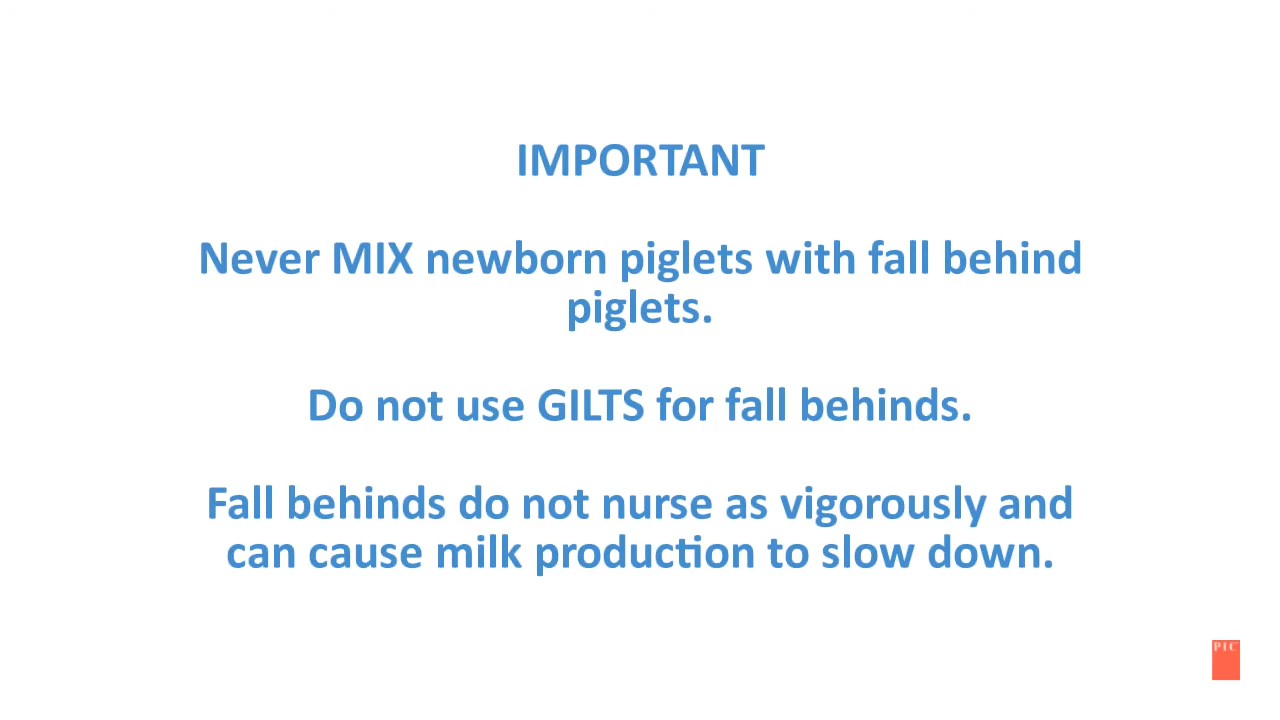 IMPORTANT
Never MIX newborn piglets with fall behind
piglets.
Do not use GILTS for fall behinds.
Fall behinds do not nurse as vigorously and
can cause milk production to slow down.
PIC